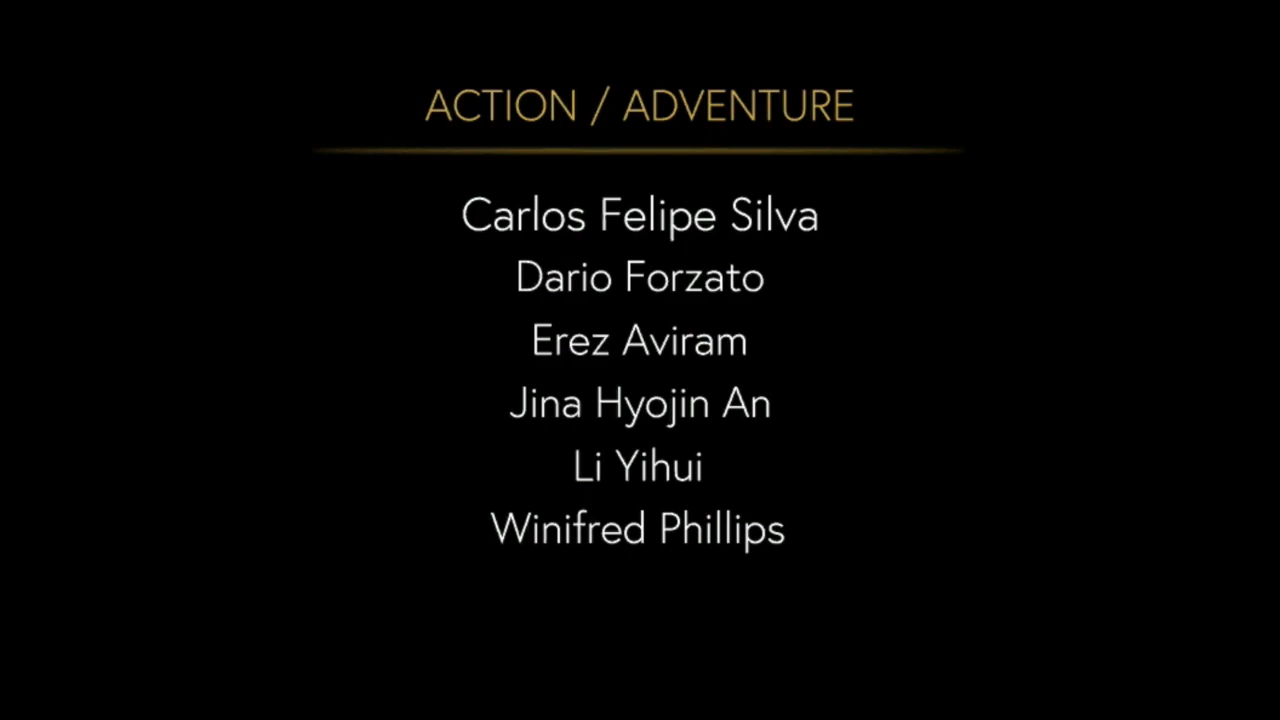 ACTION / ADVENTURE
Carlos Felipe Silva
Dario Forzato
Erez Aviram
Jina Hyojin An
Li Yihui
Winifred Phillips